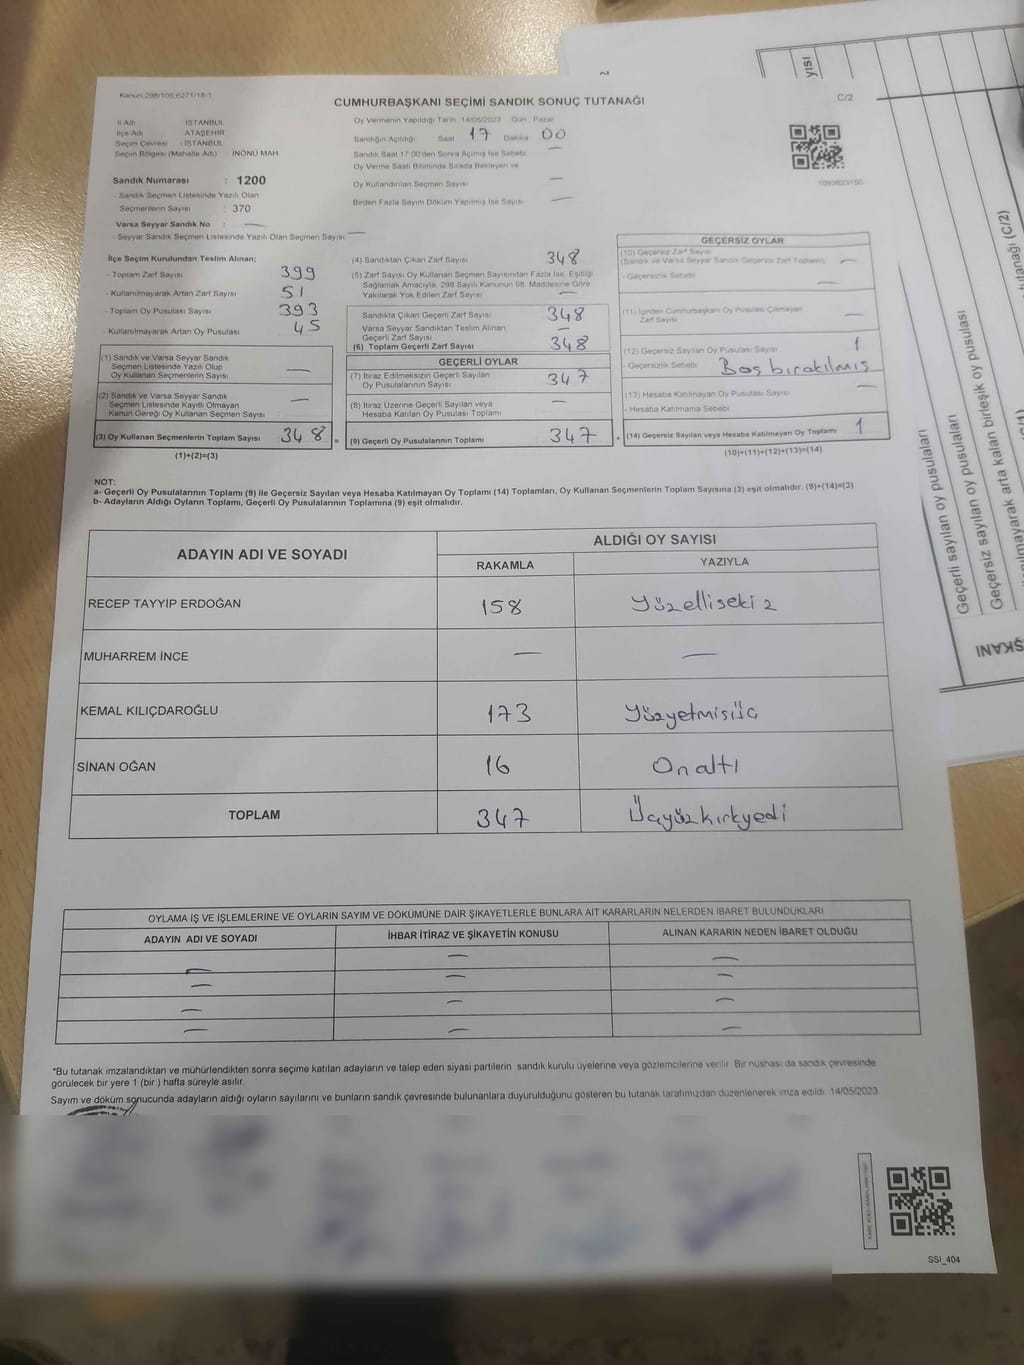 Kanun:298/105,6271/18-1
CUMHURBAŞKANI SEÇİMİ SANDIK SONUÇ TUTANAĞI
C/2
İl Adı : İSTANBUL
İlçe Adı : ATAŞEHİR
Seçim Çevresi : İSTANBUL
Seçim Bölgesi (Mahalle Adı) : İNÖNÜ MAH.
Sandık Numarası : 1200
- Sandık Seçmen Listesinde Yazılı Olan
Seçmenlerin Sayısı : 370
Varsa Seyyar Sandık No : —
- Seyyar Sandık Seçmen Listesinde Yazılı Olan Seçmen Sayısı: —
Oy Vermenin Yapıldığı Tarih: 14/05/2023 Gün: Pazar
Sandığın Açıldığı Saat 17 Dakika 00
Sandık Saat 17:00'den Sonra Açılmış İse Sebebi —
Oy Verme Saati Bitiminde Sırada Bekleyen ve
Oy Kullandırılan Seçmen Sayısı —
Birden Fazla Sayım Döküm Yapılmış İse Sayısı —
1093823150
İlçe Seçim Kurulundan Teslim Alınan;
- Toplam Zarf Sayısı 399
- Kullanılmayarak Artan Zarf Sayısı 51
- Toplam Oy Pusulası Sayısı 393
- Kullanılmayarak Artan Oy Pusulası 45
(1) Sandık ve Varsa Seyyar Sandık
Seçmen Listesinde Yazılı Olup
Oy Kullanan Seçmenlerin Sayısı —
(2) Sandık ve Varsa Seyyar Sandık
Seçmen Listesinde Kayıtlı Olmayan
Kanun Gereği Oy Kullanan Seçmen Sayısı —
(3) Oy Kullanan Seçmenlerin Toplam Sayısı 348 =
(1)+(2)=(3)
(4) Sandıktan Çıkan Zarf Sayısı 348
(5) Zarf Sayısı Oy Kullanan Seçmen Sayısından Fazla İse, Eşitliği
Sağlamak Amacıyla, 298 Sayılı Kanunun 98. Maddesine Göre
Yakılarak Yok Edilen Zarf Sayısı —
Sandıkta Çıkan Geçerli Zarf Sayısı 348
Varsa Seyyar Sandıktan Teslim Alınan
Geçerli Zarf Sayısı —
(6) Toplam Geçerli Zarf Sayısı 348
GEÇERLİ OYLAR
(7) İtiraz Edilmeksizin Geçerli Sayılan
Oy Pusulalarının Sayısı 347
(8) İtiraz Üzerine Geçerli Sayılan veya
Hesaba Katılan Oy Pusulası Toplamı —
(9) Geçerli Oy Pusulalarının Toplamı 347 +
GEÇERSİZ OYLAR
(10) Geçersiz Zarf Sayısı
(Sandık ve Varsa Seyyar Sandık Geçersiz Zarf Toplamı) —
- Geçersizlik Sebebi —
(11) İçinden Cumhurbaşkanı Oy Pusulası Çıkmayan
Zarf Sayısı —
(12) Geçersiz Sayılan Oy Pusulası Sayısı 1
- Geçersizlik Sebebi Boş bırakılmış
(13) Hesaba Katılmayan Oy Pusulası Sayısı —
- Hesaba Katılmama Sebebi
(14) Geçersiz Sayılan veya Hesaba Katılmayan Oy Toplamı 1
(10)+(11)+(12)+(13)=(14)
NOT:
a- Geçerli Oy Pusulalarının Toplamı (9) ile Geçersiz Sayılan veya Hesaba Katılmayan Oy Toplamı (14) Toplamları, Oy Kullanan Seçmenlerin Toplam Sayısına (3) eşit olmalıdır. (9)+(14)=(3)
b- Adayların Aldığı Oyların Toplamı, Geçerli Oy Pusulalarının Toplamına (9) eşit olmalıdır.
ADAYIN ADI VE SOYADI ALDIĞI OY SAYISI
RAKAMLA YAZIYLA
RECEP TAYYİP ERDOĞAN 158 Yüzellisekiz
MUHARREM İNCE — —
KEMAL KILIÇDAROĞLU 173 Yüzyetmişüç
SİNAN OĞAN 16 Onaltı
TOPLAM 347 Üçyüzkırkyedi
OYLAMA İŞ VE İŞLEMLERİNE VE OYLARIN SAYIM VE DÖKÜMÜNE DAİR ŞİKAYETLERLE BUNLARA AİT KARARLARIN NELERDEN İBARET BULUNDUKLARI
ADAYIN ADI VE SOYADI İHBAR İTİRAZ VE ŞİKAYETİN KONUSU ALINAN KARARIN NEDEN İBARET OLDUĞU
— — —
— — —
— — —
— — —
*Bu tutanak imzalandıktan ve mühürlendikten sonra seçime katılan adayların ve talep eden siyasi partilerin sandık kurulu üyelerine veya gözlemcilerine verilir. Bir nüshası da sandık çevresinde
görülecek bir yere 1 (bir) hafta süreyle asılır.
Sayım ve döküm sonucunda adayların aldığı oyların sayılarını ve bunların sandık çevresinde bulunanlara duyurulduğunu gösteren bu tutanak tarafımızdan düzenlenerek imza edildi. 14/05/2023
SSI_404
Geçerli sayılan oy pusulaları
Geçersiz sayılan oy pusulaları
Kullanılmayarak arta kalan birleşik oy pusulası
tutanağı (C/2)
ŞKANI